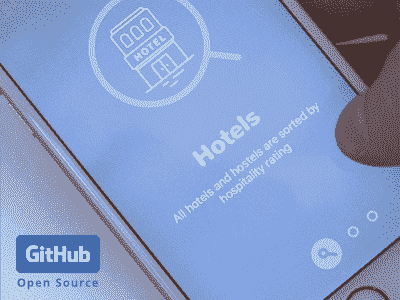 HOTEL
Hotels
All hotels and hostels are sorted by
hospitality rating
GitHub
Open Source